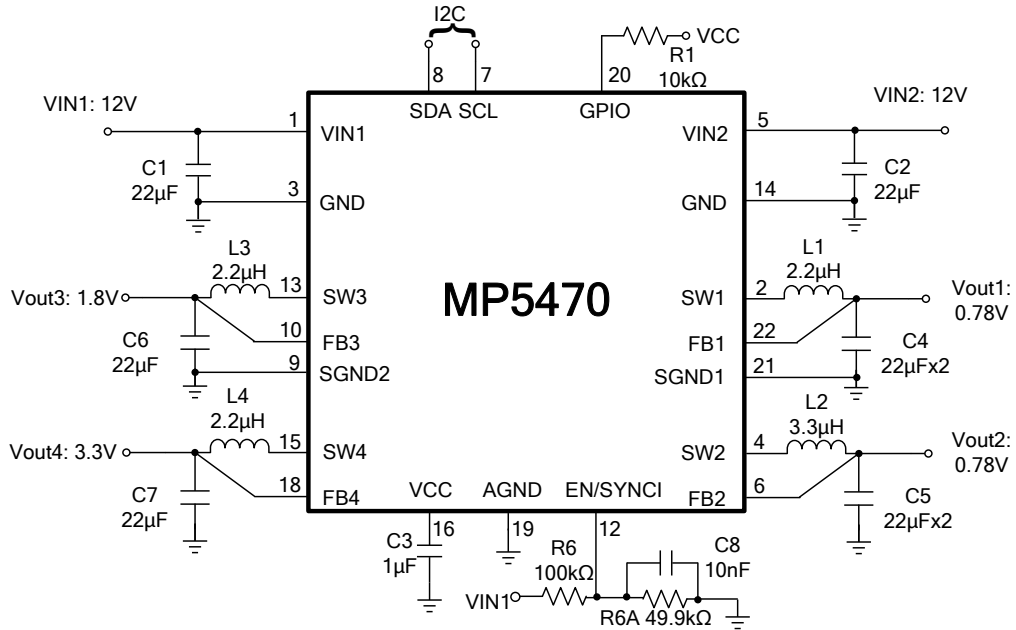 I2C
VCC
8
7
20
R1
10kΩ
VIN1: 12V
VIN2: 12V
SDA SCL
GPIO
1
VIN1
VIN2
5
C1
22µF
C2
22µF
3
GND
GND
14
L3
2.2µH
L1
2.2µH
Vout3: 1.8V
13
SW3
MP5470
SW1
2
Vout1:
0.78V
10
FB3
FB1
22
C6
22µF
C4
22µFx2
9
SGND2
SGND1
21
L4
2.2µH
L2
3.3µH
Vout4: 3.3V
15
SW4
SW2
4
Vout2:
0.78V
18
FB4
VCC
AGND
EN/SYNCI
FB2
6
C7
22µF
C5
22µFx2
16
19
12
C3
1µF
R6
100kΩ
C8
10nF
VIN1
R6A 49.9kΩ